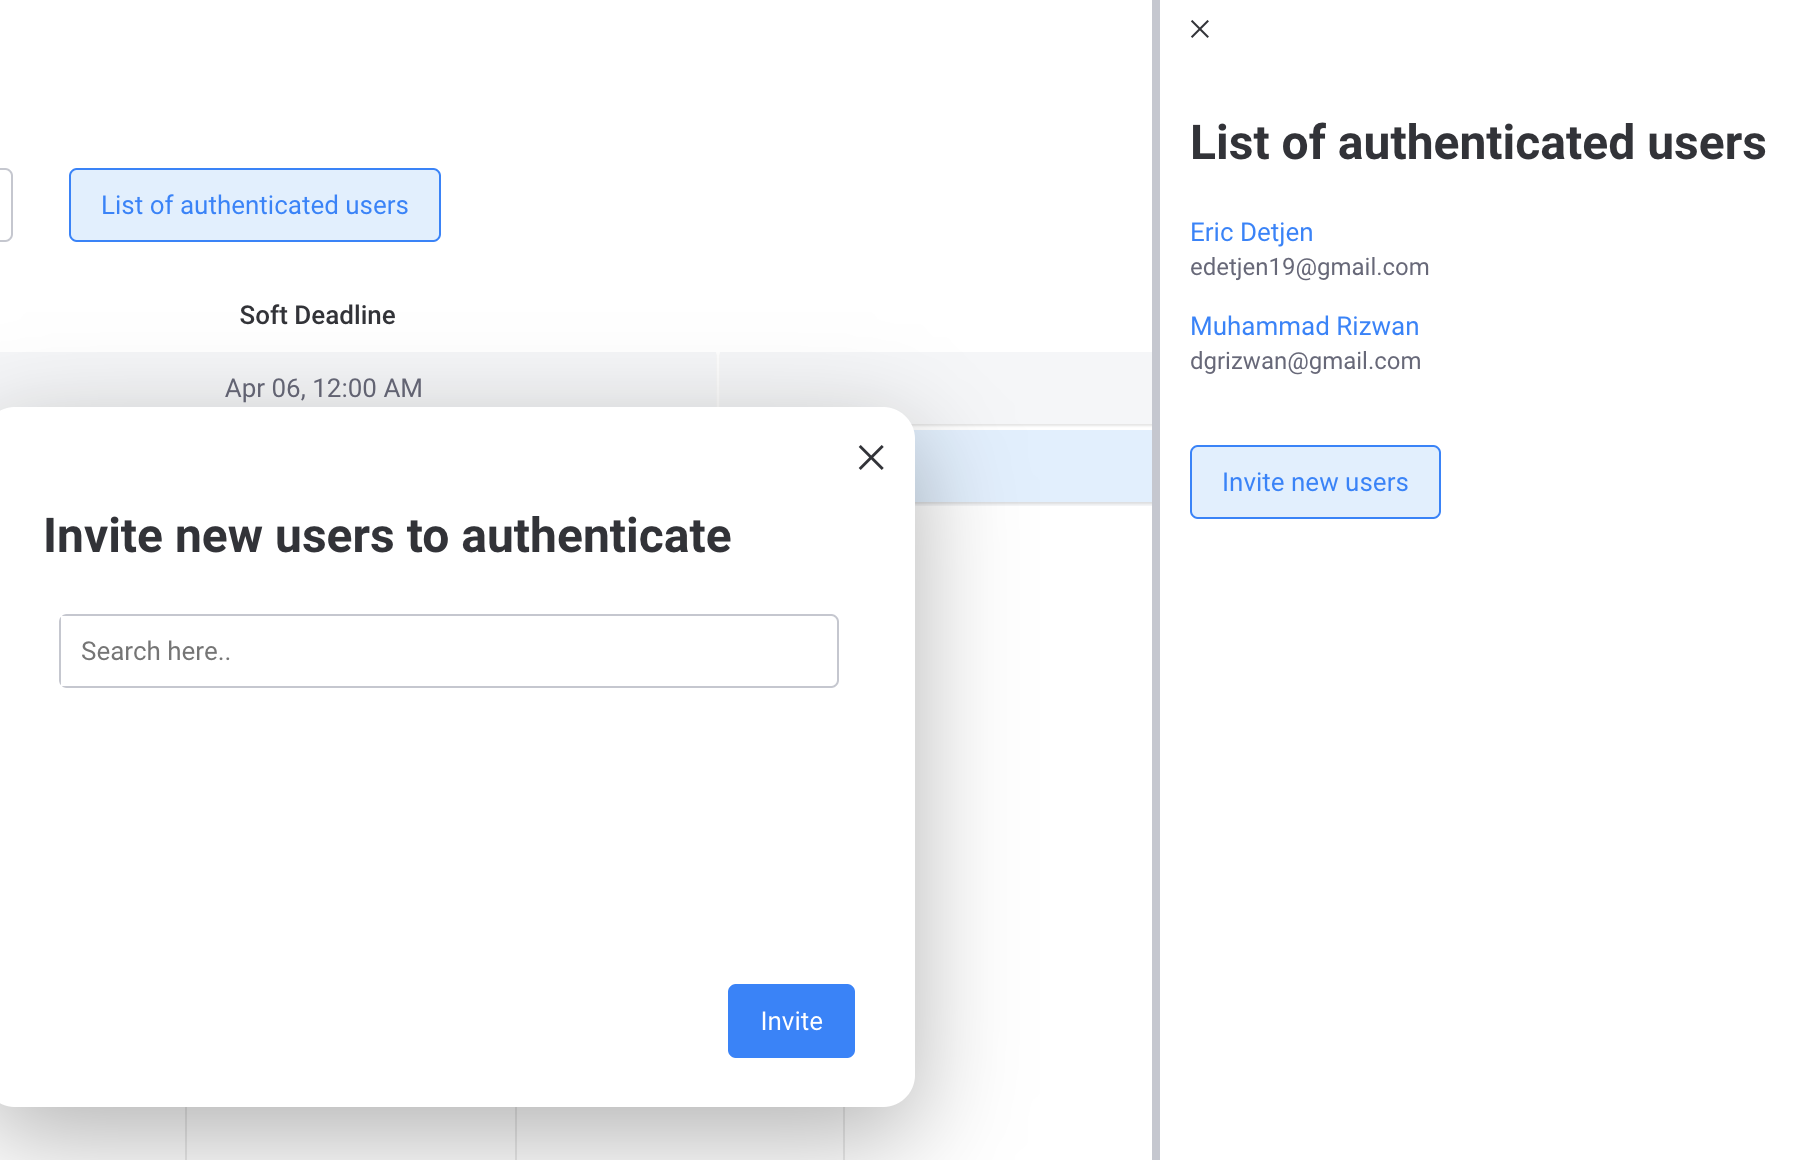 List of authenticated users
Soft Deadline
Apr 06, 12:00 AM
Invite new users to authenticate
Search here..
Invite
List of authenticated users
Eric Detjen
edetjen19@gmail.com
Muhammad Rizwan
dgrizwan@gmail.com
Invite new users